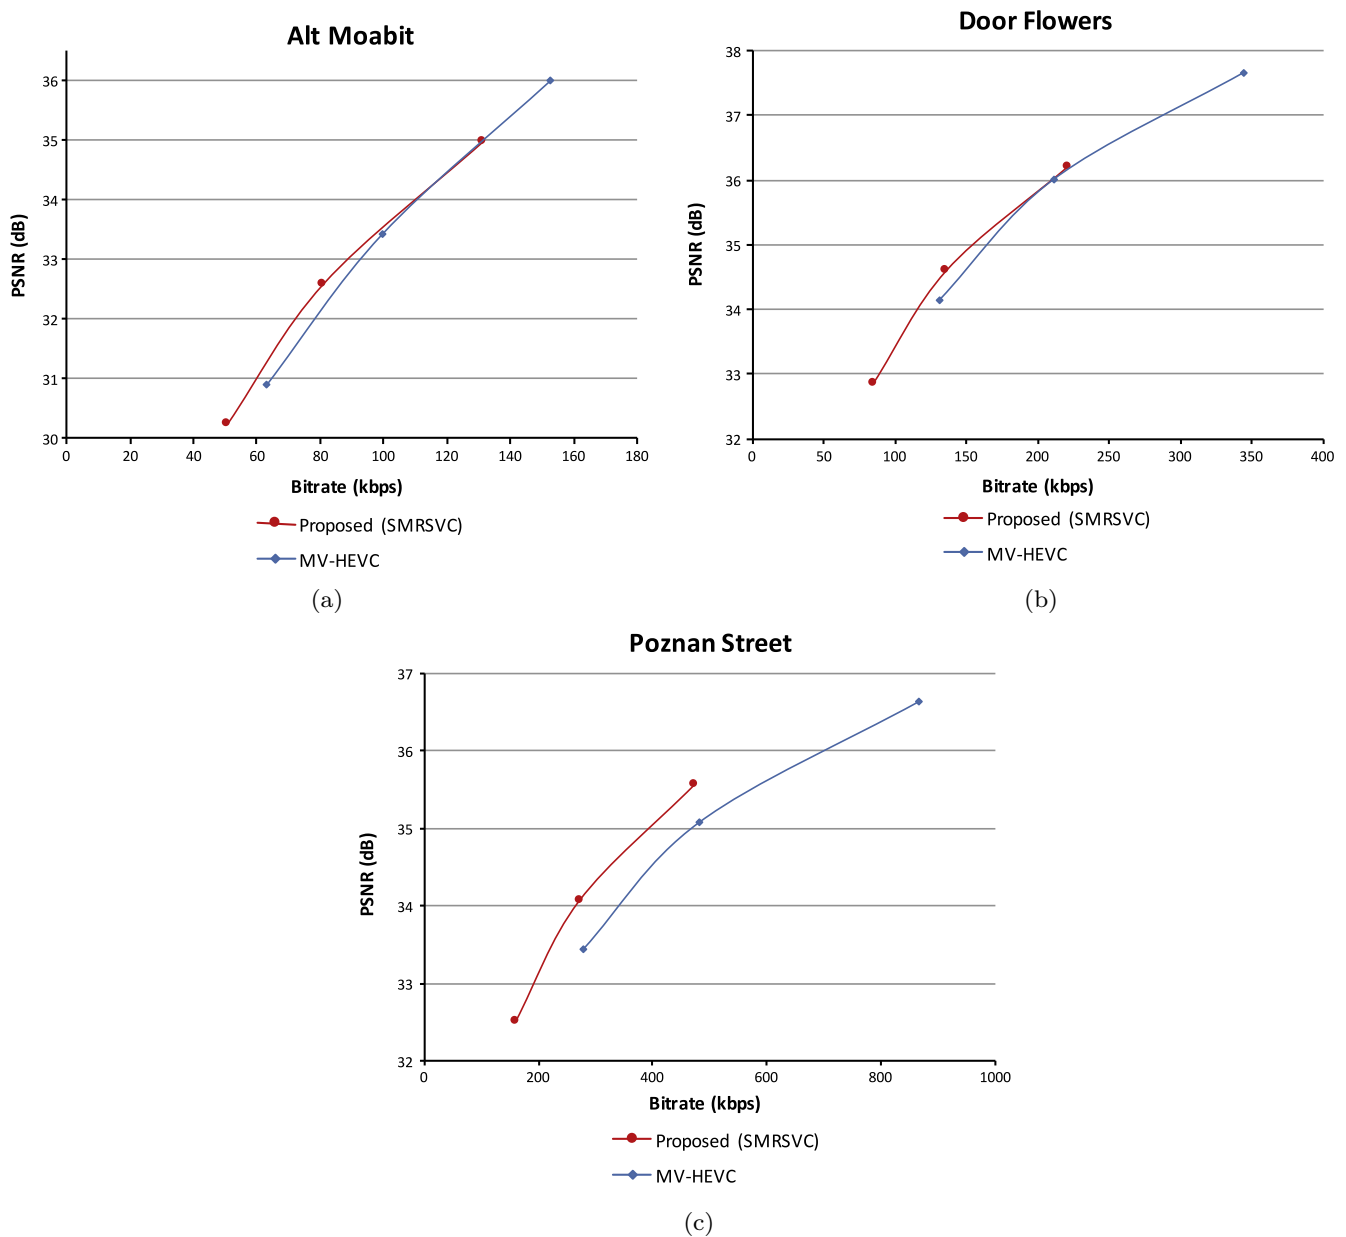 Alt Moabit
PSNR (dB)
36
35
34
33
32
31
30
0 20 40 60 80 100 120 140 160 180
Bitrate (kbps)
Proposed (SMRSVC)
MV-HEVC
(a)
Door Flowers
PSNR (dB)
38
37
36
35
34
33
32
0 50 100 150 200 250 300 350 400
Bitrate (kbps)
Proposed (SMRSVC)
MV-HEVC
(b)
Poznan Street
PSNR (dB)
37
36
35
34
33
32
0 200 400 600 800 1000
Bitrate (kbps)
Proposed (SMRSVC)
MV-HEVC
(c)